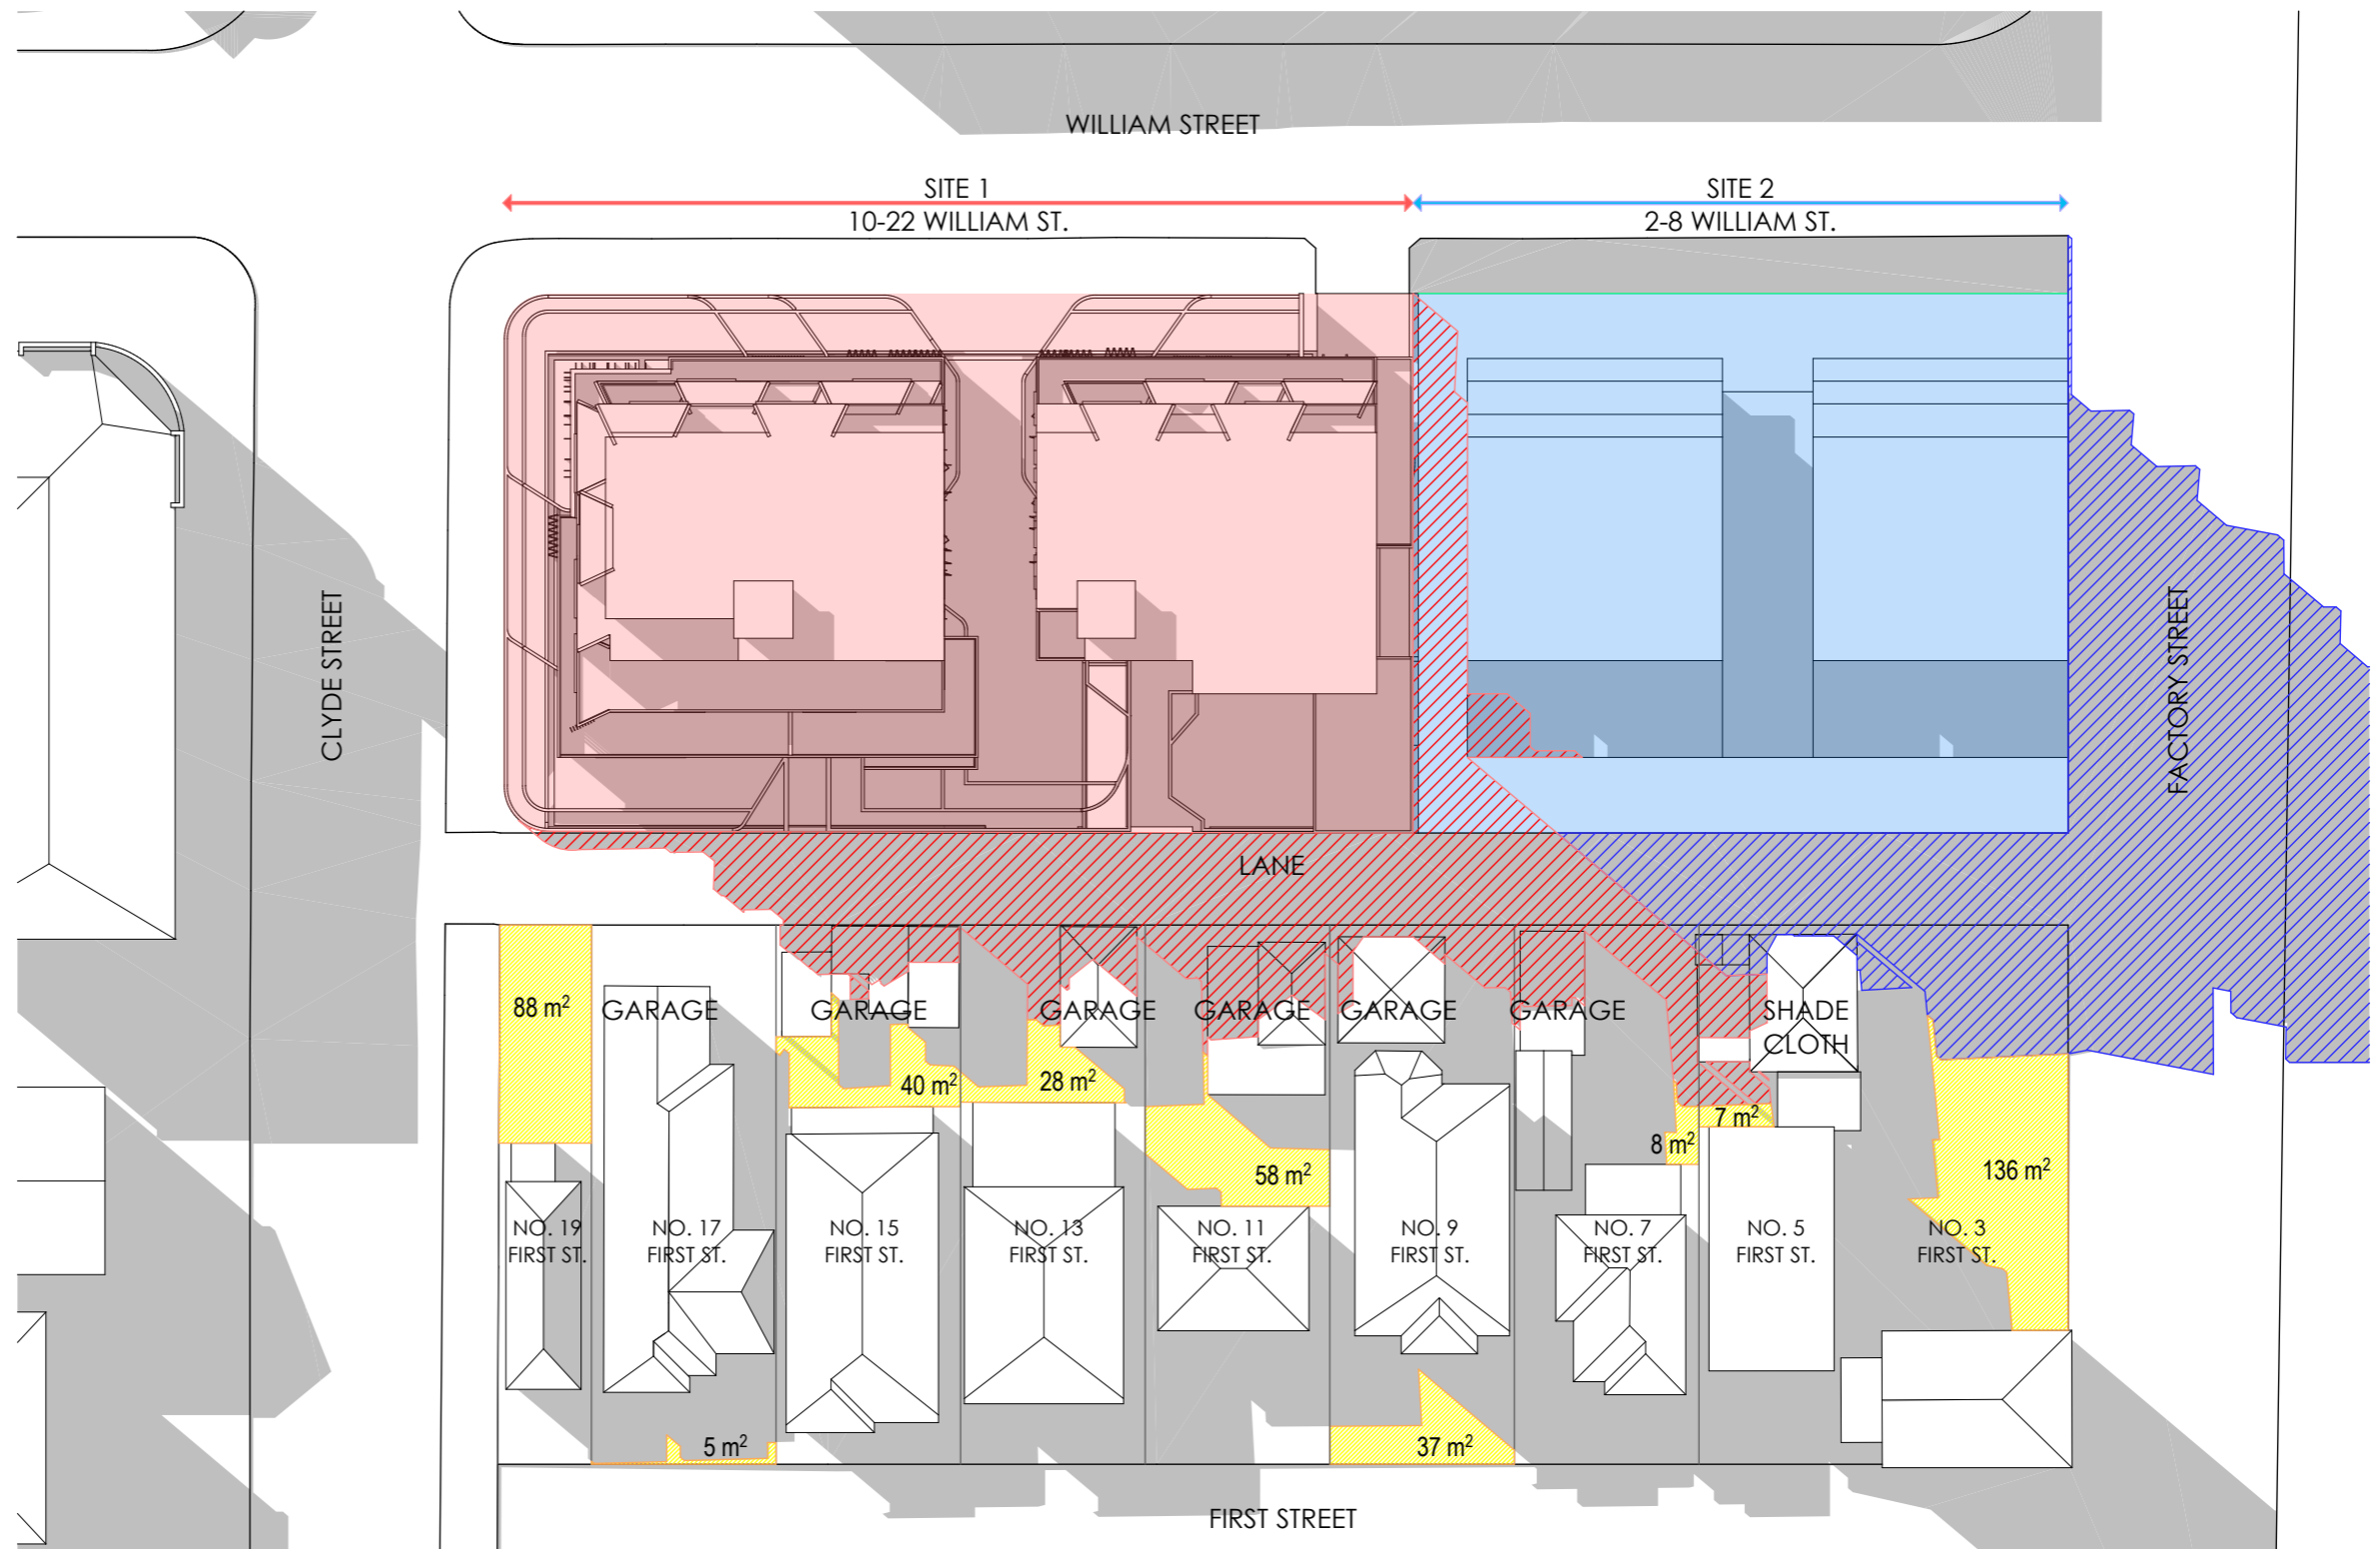 WILLIAM STREET
SITE 1
10-22 WILLIAM ST.
SITE 2
2-8 WILLIAM ST.
CLYDE STREET
FACTORY STREET
LANE
88 m²
GARAGE
GARAGE
GARAGE
GARAGE
GARAGE
GARAGE
SHADE
CLOTH
40 m²
28 m²
58 m²
8 m²
7 m²
136 m²
NO. 19
FIRST ST.
NO. 17
FIRST ST.
NO. 15
FIRST ST.
NO. 13
FIRST ST.
NO. 11
FIRST ST.
NO. 9
FIRST ST.
NO. 7
FIRST ST.
NO. 5
FIRST ST.
NO. 3
FIRST ST.
5 m²
37 m²
FIRST STREET